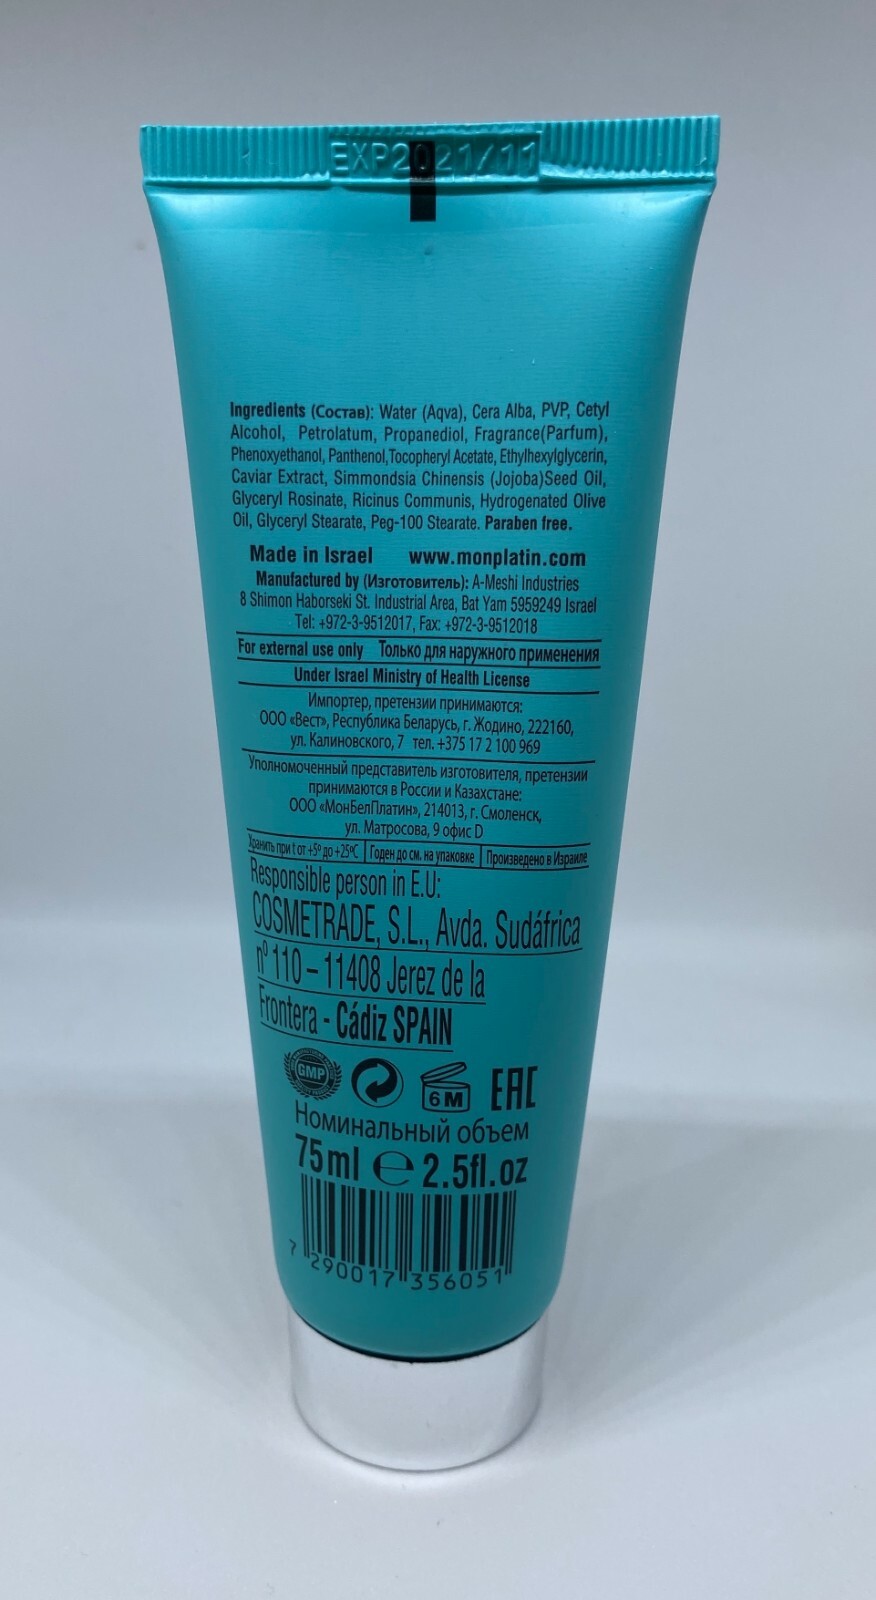 EXP2021/11
Ingredients (Состав): Water (Aqva), Cera Alba, PVP, Cetyl
Alcohol, Petrolatum, Propanediol, Fragrance(Parfum),
Phenoxyethanol, Panthenol,Tocopheryl Acetate, Ethylhexylglycerin,
Caviar Extract, Simmondsia Chinensis (Jojoba)Seed Oil,
Glyceryl Rosinate, Ricinus Communis, Hydrogenated Olive
Oil, Glyceryl Stearate, Peg-100 Stearate. Paraben free.
Made in Israel www.monplatin.com
Manufactured by (Изготовитель): A-Meshi Industries
8 Shimon Haborseki St. Industrial Area, Bat Yam 5959249 Israel
Tel: +972-3-9512017, Fax: +972-3-9512018
For external use only Только для наружного применения
Under Israel Ministry of Health License
Импортер, претензии принимаются:
ООО «Вест», Республика Беларусь, г. Жодино, 222160,
ул. Калиновского, 7 тел. +375 17 2 100 969
Уполномоченный представитель изготовителя, претензии
принимаются в России и Казахстане:
ООО «МонБелПлатин», 214013, г. Смоленск,
ул. Матросова, 9 офис D
Хранить при t от +5º до +25ºC Годен до см. на упаковке Произведено в Израиле
Responsible person in E.U:
COSMETRADE, S.L., Avda. Sudáfrica
nº 110 – 11408 Jerez de la
Frontera - Cádiz SPAIN
GMP 6M EAC
Номинальный объем
75ml e 2.5fl.oz
7 290017 356051